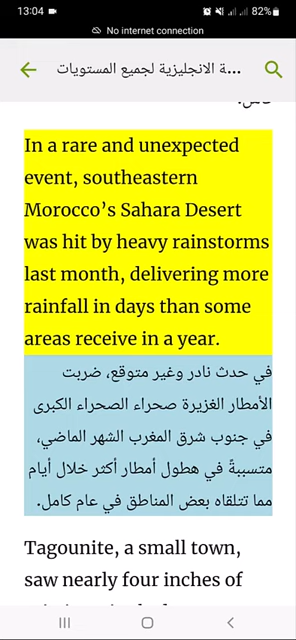 13:04
82%
No internet connection
ة الانجليزية لجميع المستويات...
In a rare and unexpected
event, southeastern
Morocco’s Sahara Desert
was hit by heavy rainstorms
last month, delivering more
rainfall in days than some
areas receive in a year.
في حدث نادر وغير متوقع، ضربت
الأمطار الغزيرة صحراء الصحراء الكبرى
في جنوب شرق المغرب الشهر الماضي،
متسببةً في هطول أمطار أكثر خلال أيام
مما تتلقاه بعض المناطق في عام كامل.
Tagounite, a small town,
saw nearly four inches of